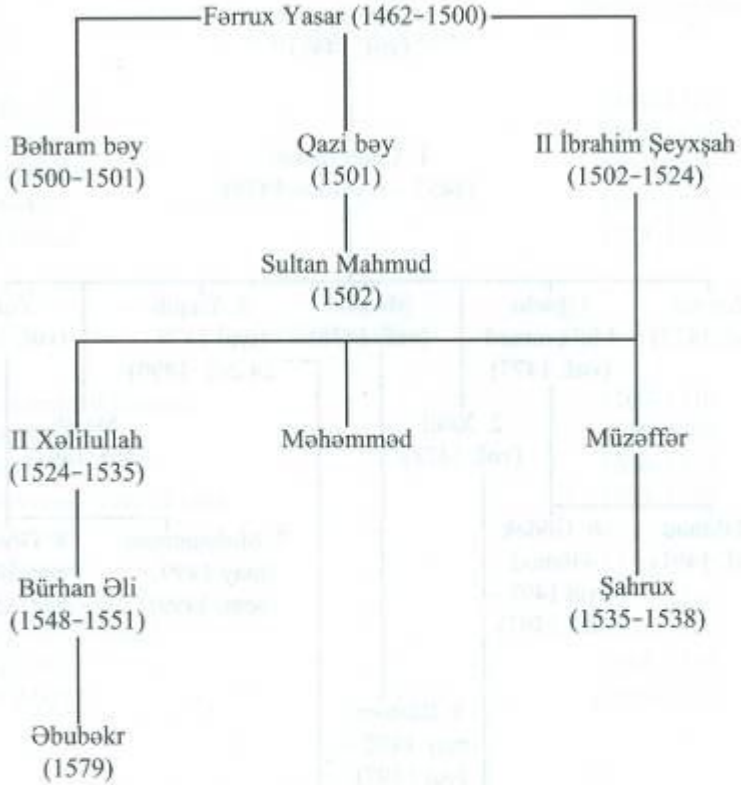 Fərrux Yasar (1462-1500)
Bəhram bəy
(1500-1501)
Qazi bəy
(1501)
II İbrahim Şeyxşah
(1502-1524)
Sultan Mahmud
(1502)
II Xəlilullah
(1524-1535)
Məhəmməd
Müzəffər
Bürhan Əli
(1548-1551)
Şahrux
(1535-1538)
Əbubəkr
(1579)